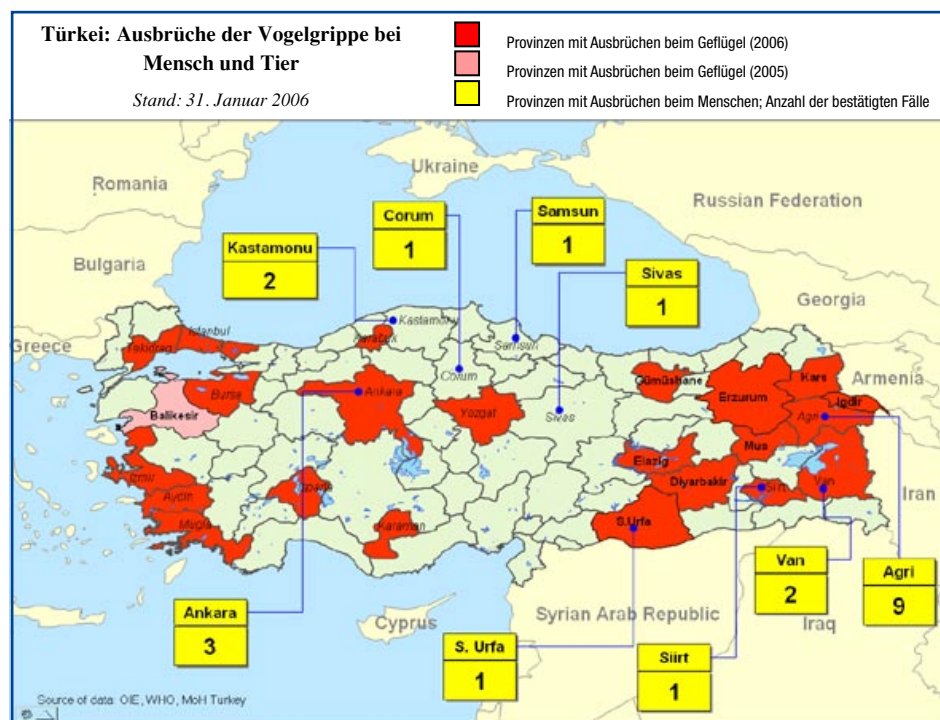 Türkei: Ausbrüche der Vogelgrippe bei
Mensch und Tier
Stand: 31. Januar 2006
Provinzen mit Ausbrüchen beim Geflügel (2006)
Provinzen mit Ausbrüchen beim Geflügel (2005)
Provinzen mit Ausbrüchen beim Menschen; Anzahl der bestätigten Fälle
Ukraine
Romania
Russian Federation
Corum
1
Samsun
1
Kastamonu
2
Bulgaria
Sivas
1
Georgia
Greece
Istanbul
Tekirdag
Kastamonu
Karabuk
Samsun
Armenia
Corum
Gümüshane
Kars
Erzurum
Igdir
Agri
Bursa
Balikesir
Ankara
Yozgat
Sivas
Mus
Elazig
Izmir
Aydin
Isparta
Diyarbakir
Siirt
Van
Iran
Mugla
Karaman
S.Urfa
Van
2
Agri
9
Ankara
3
Cyprus
Syrian Arab Republic
Iraq
S. Urfa
1
Siirt
1
Source of data: OIE, WHO, MoH Turkey